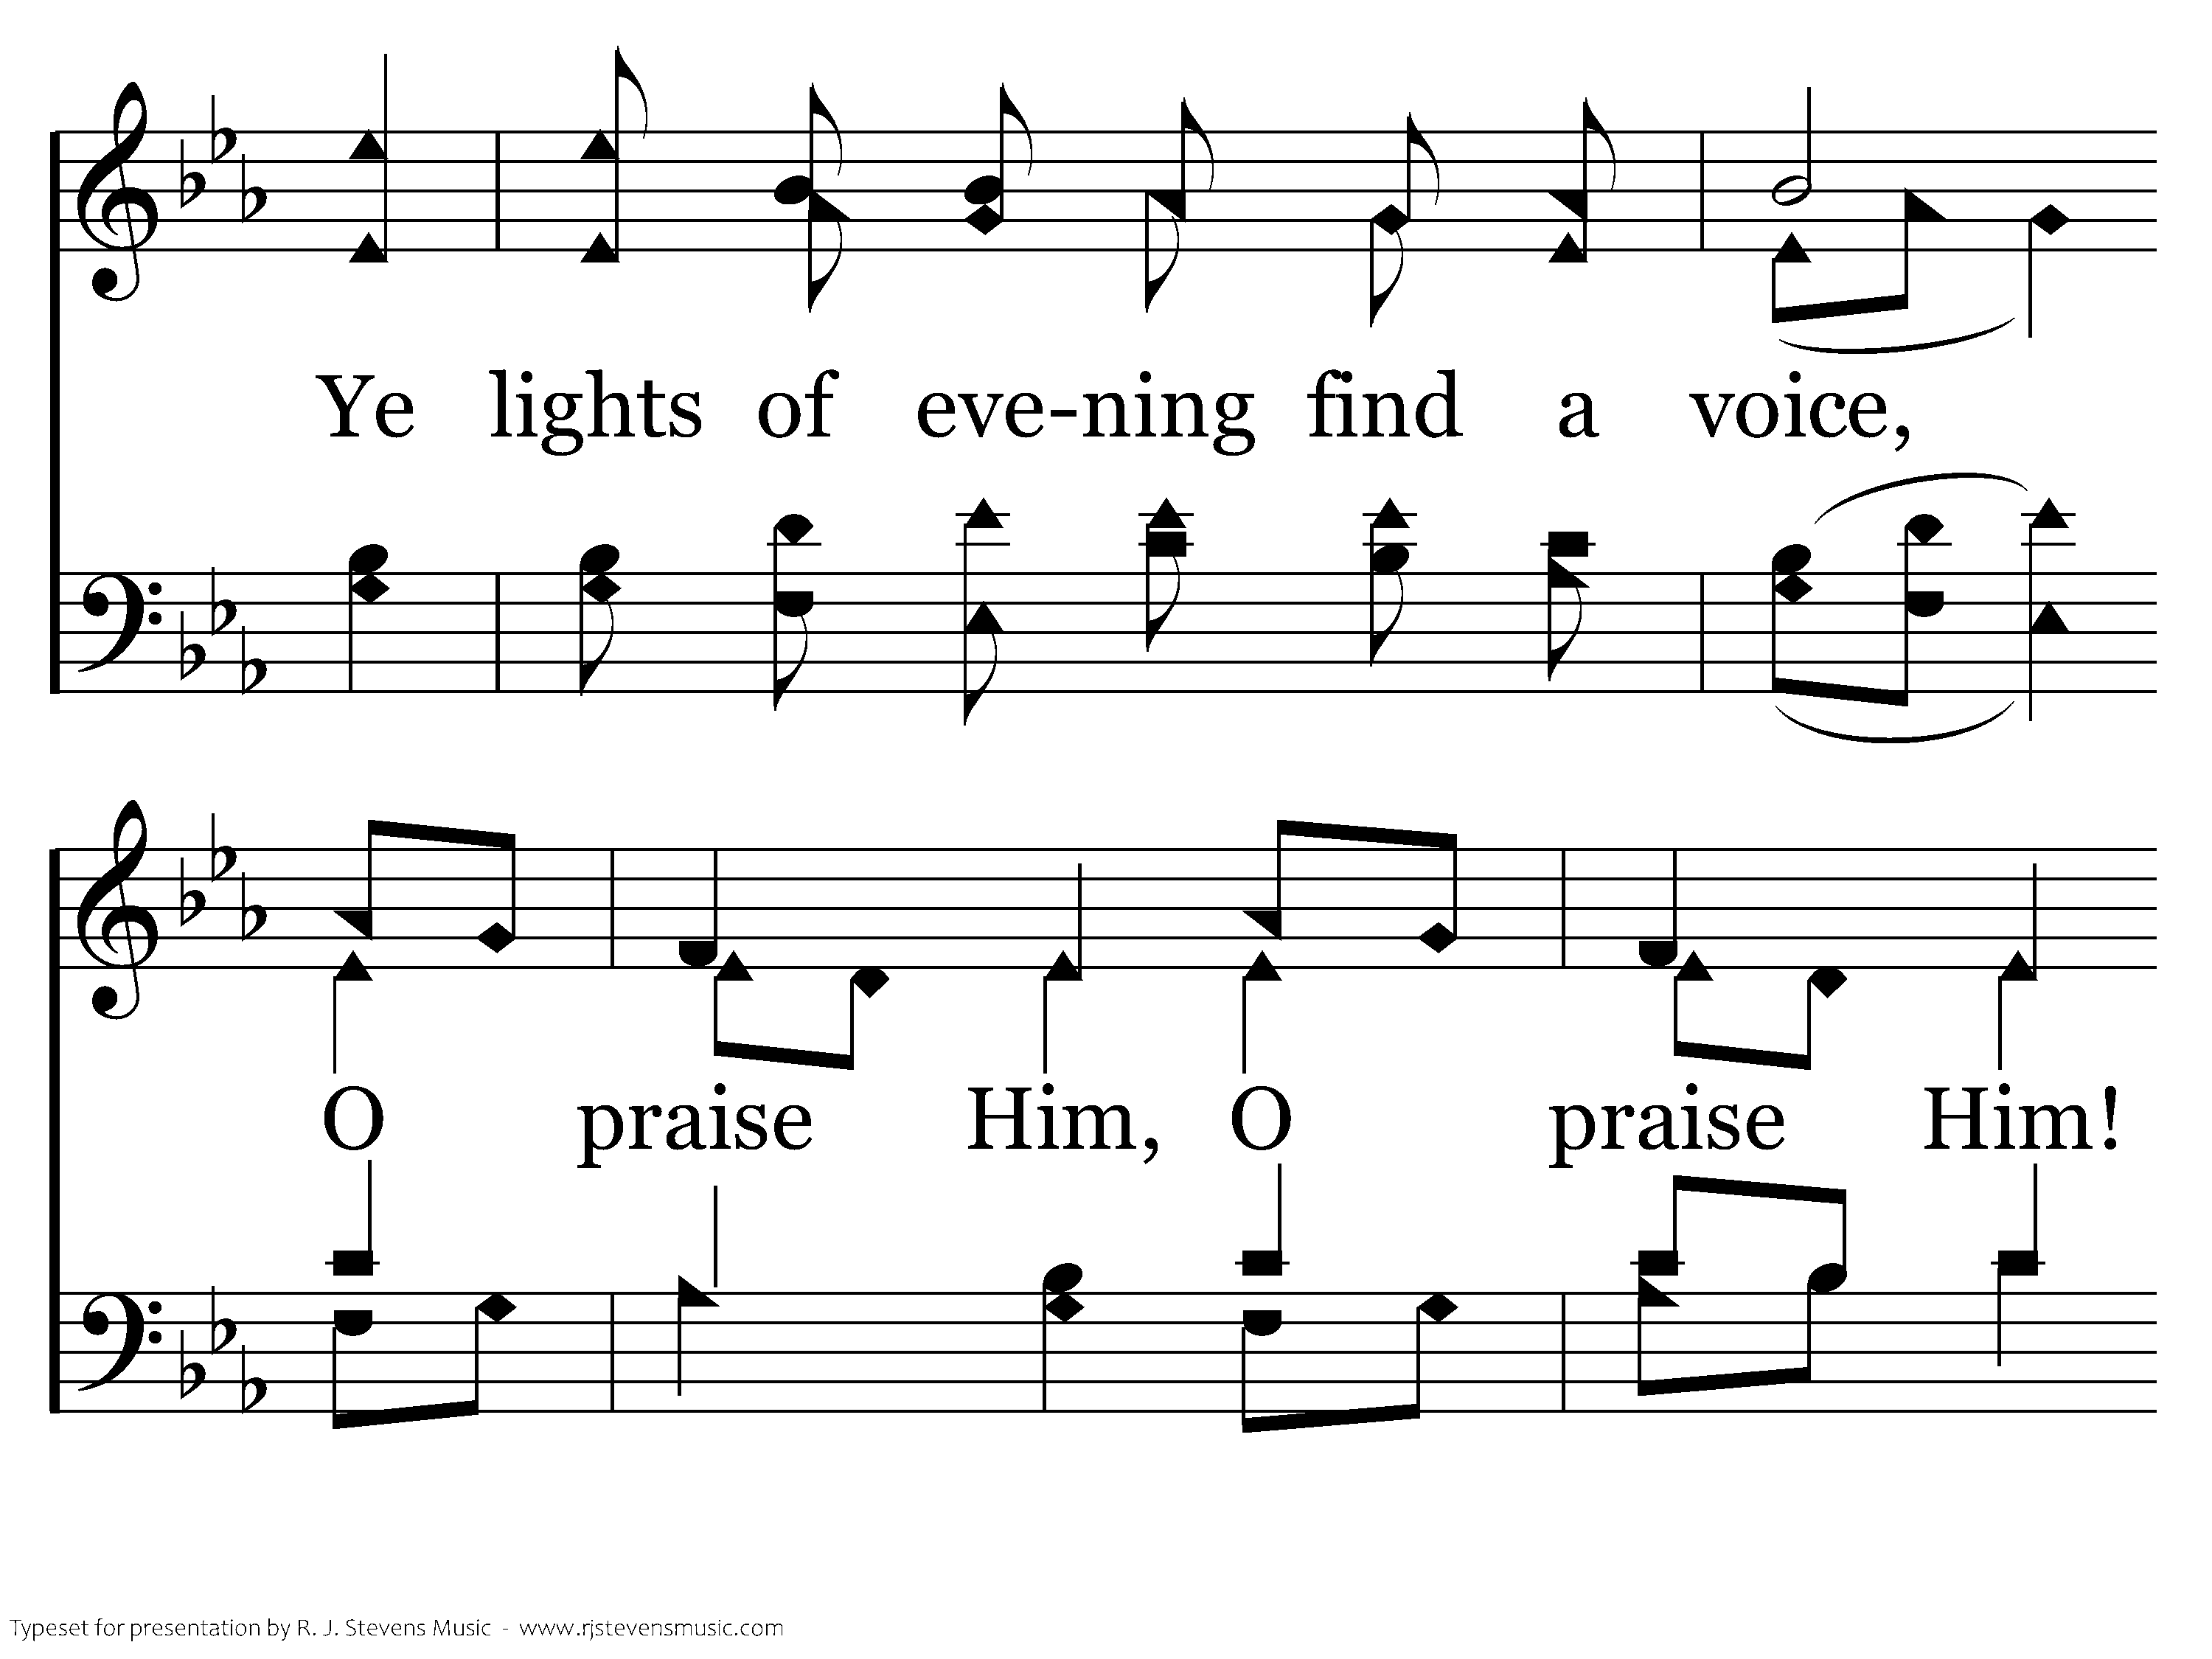 Ye lights of eve-ning find a voice,
O praise Him, O praise Him!
Typeset for presentation by R. J. Stevens Music - www.rjstevensmusic.com